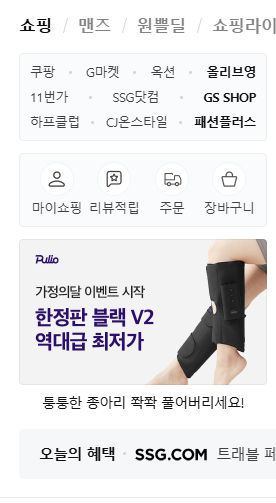 쇼핑 / 맨즈 / 원쁠딜 / 쇼핑라이
쿠팡 · G마켓 · 옥션 · 올리브영
11번가 · SSG닷컴 · GS SHOP
하프클럽 · CJ온스타일 · 패션플러스
마이쇼핑 리뷰적립 주문 장바구니
Pulio
가정의달 이벤트 시작
한정판 블랙 V2
역대급 최저가
퉁퉁한 종아리 쫙쫙 풀어버리세요!
오늘의 혜택 · SSG.COM 트래블 페